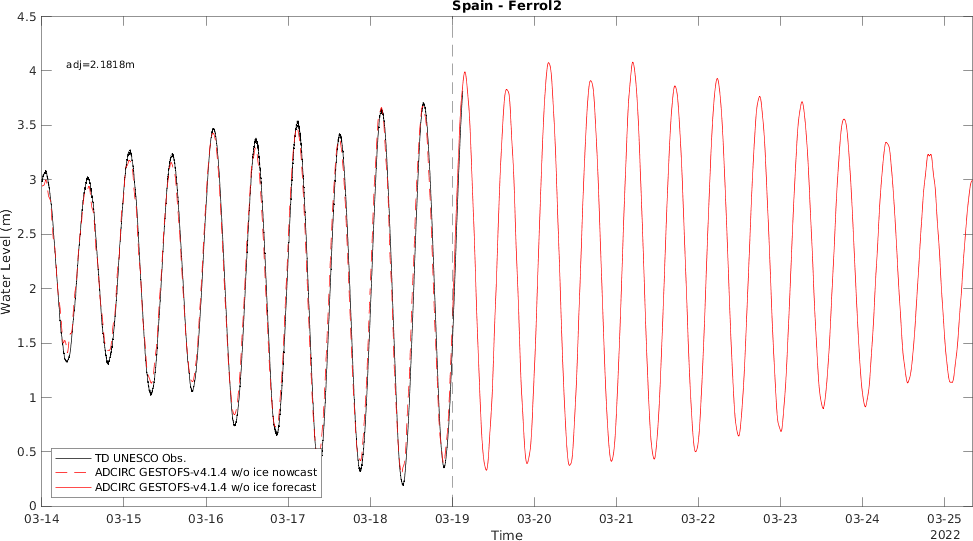 Spain - Ferrol2
4.5
4
3.5
3
2.5
2
1.5
1
0.5
0
Water Level (m)
adj=2.1818m
TD UNESCO Obs.
ADCIRC GESTOFS-v4.1.4 w/o ice nowcast
ADCIRC GESTOFS-v4.1.4 w/o ice forecast
03-14 03-15 03-16 03-17 03-18 03-19 03-20 03-21 03-22 03-23 03-24 03-25
2022
Time